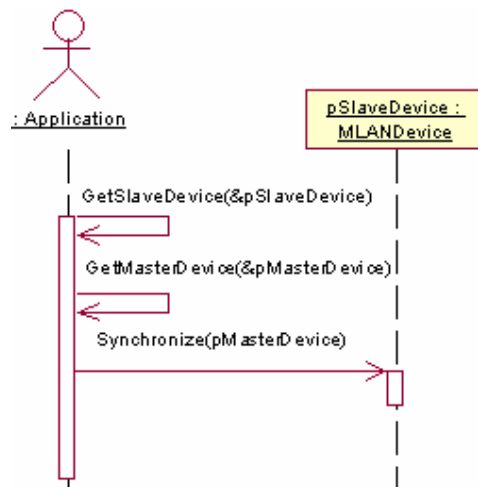 : Application
pSlaveDevice :
MLANDevice
GetSlaveDevice(&pSlaveDevice)
GetMasterDevice(&pMasterDevice)
Synchronize(pMasterDevice)